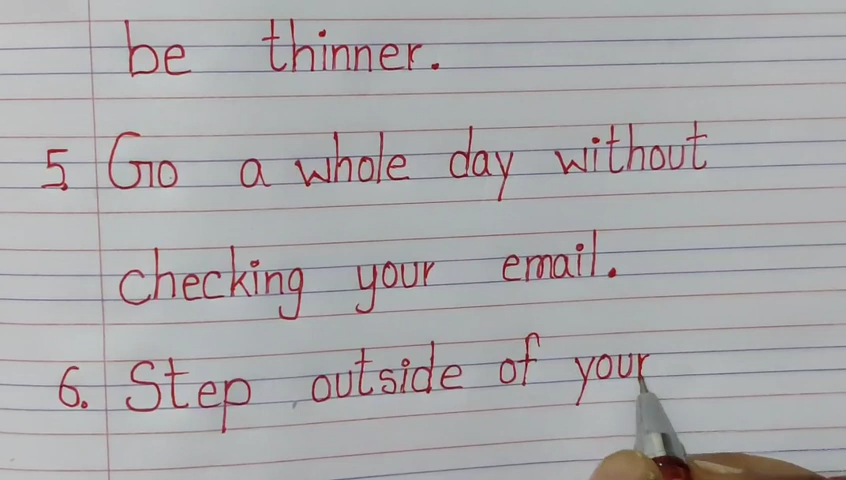 be thinner.
5. Go a whole day without
checking your email.
6. Step outside of your